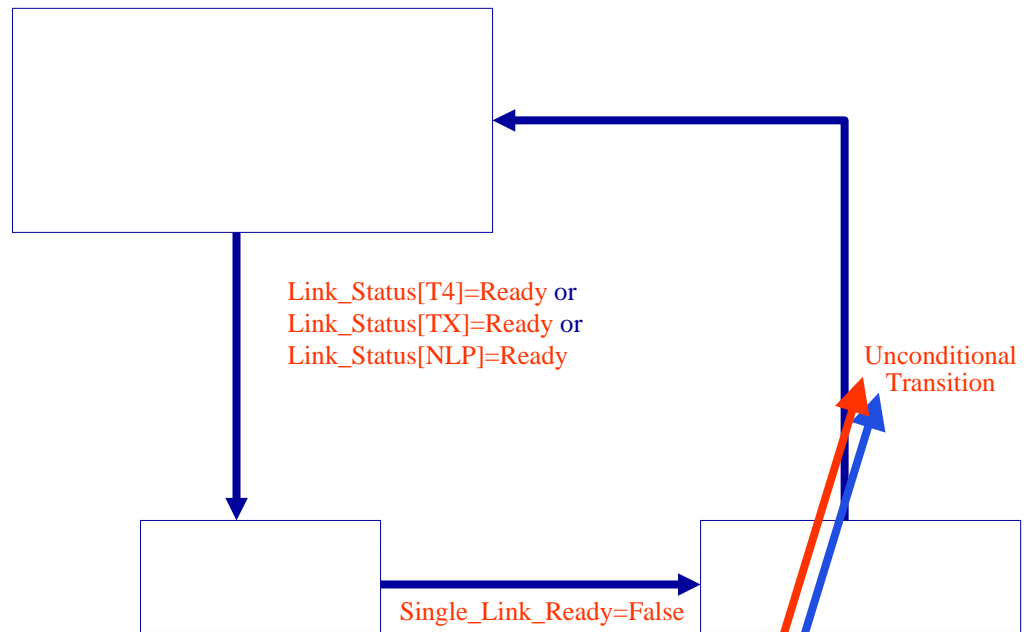 Link_Status[T4]=Ready or
Link_Status[TX]=Ready or
Link_Status[NLP]=Ready
Unconditional
Transition
Single_Link_Ready=False